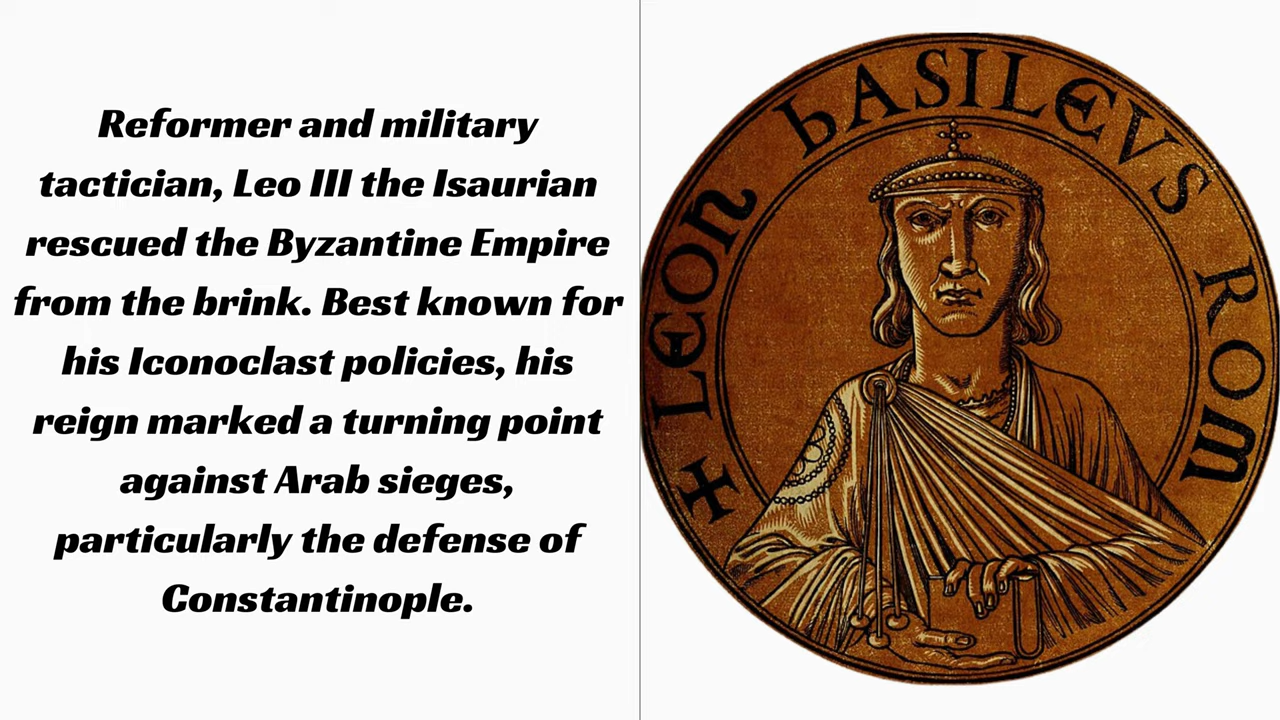 Reformer and military
tactician, Leo III the Isaurian
rescued the Byzantine Empire
from the brink. Best known for
his Iconoclast policies, his
reign marked a turning point
against Arab sieges,
particularly the defense of
Constantinople.
+ LEON bASILEVS ROM